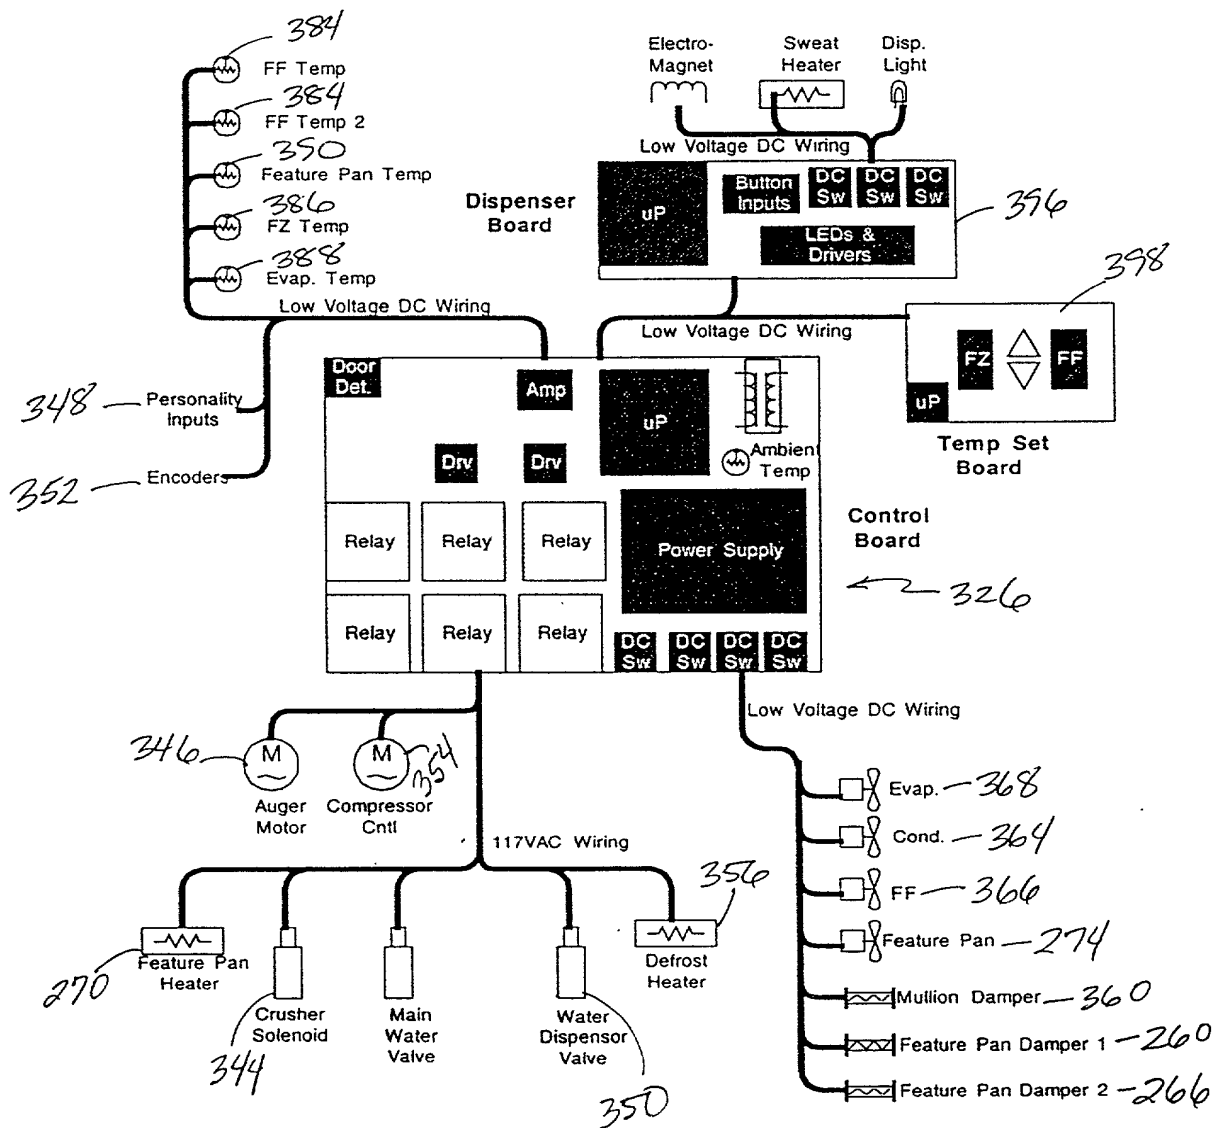 384
FF Temp
384
FF Temp 2
390
Feature Pan Temp
386
FZ Temp
388
Evap. Temp
Low Voltage DC Wiring
Electro-
Magnet
Sweat
Heater
Disp.
Light
Low Voltage DC Wiring
Dispenser
Board
uP
Button
Inputs
DC
Sw
DC
Sw
DC
Sw
LEDs &
Drivers
396
398
Low Voltage DC Wiring
FZ
FF
uP
Temp Set
Board
348
Personality
Inputs
352
Encoders
Door
Det.
Amp
uP
Drv
Drv
Ambient
Temp
Relay
Relay
Relay
Power Supply
Control
Board
326
Relay
Relay
Relay
DC
Sw
DC
Sw
DC
Sw
DC
Sw
Low Voltage DC Wiring
346
M
Auger
Motor
M
354
Compressor
Cntl
117VAC Wiring
270
Feature Pan
Heater
344
Crusher
Solenoid
Main
Water
Valve
Water
Dispensor
Valve
350
356
Defrost
Heater
Evap. 368
Cond. 364
FF 366
Feature Pan 274
Mullion Damper 360
Feature Pan Damper 1 260
Feature Pan Damper 2 266